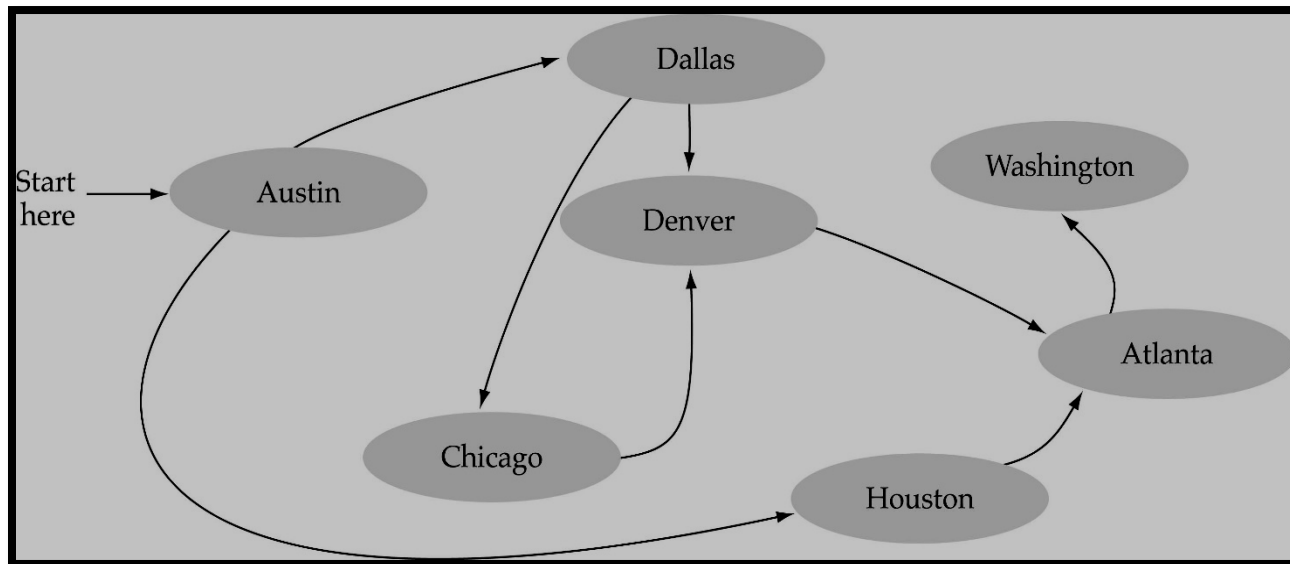 Dallas
Washington
Start
here
Austin
Denver
Atlanta
Chicago
Houston